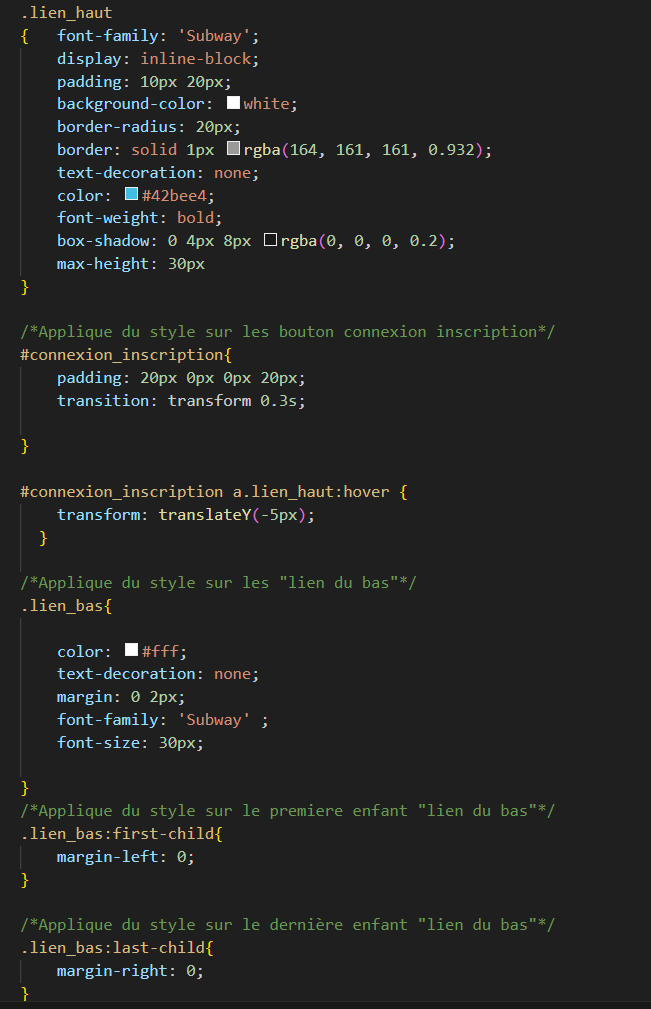 .lien_haut
{   font-family: 'Subway';
    display: inline-block;
    padding: 10px 20px;
    background-color: white;
    border-radius: 20px;
    border: solid 1px rgba(164, 161, 161, 0.932);
    text-decoration: none;
    color: #42bee4;
    font-weight: bold;
    box-shadow: 0 4px 8px rgba(0, 0, 0, 0.2);
    max-height: 30px
}

/*Applique du style sur les bouton connexion inscription*/
#connexion_inscription{
    padding: 20px 0px 0px 20px;
    transition: transform 0.3s;

}

#connexion_inscription a.lien_haut:hover {
    transform: translateY(-5px);
  }

/*Applique du style sur les "lien du bas"*/
.lien_bas{

    color: #fff;
    text-decoration: none;
    margin: 0 2px;
    font-family: 'Subway' ;
    font-size: 30px;

}
/*Applique du style sur le premiere enfant "lien du bas"*/
.lien_bas:first-child{
    margin-left: 0;
}

/*Applique du style sur le dernière enfant "lien du bas"*/
.lien_bas:last-child{
    margin-right: 0;
}